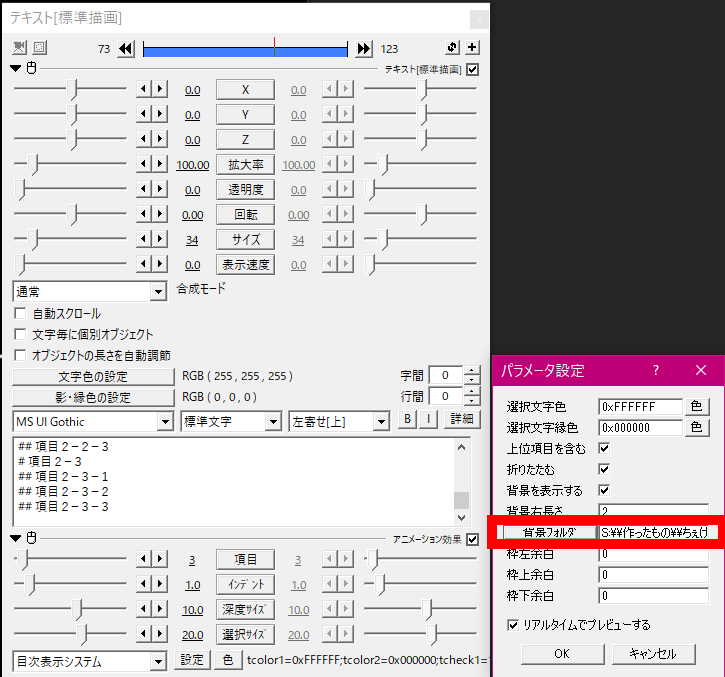 テキスト[標準描画]
73 123
テキスト[標準描画]
0.0 X 0.0
0.0 Y 0.0
0.0 Z 0.0
100.00 拡大率 100.00
0.0 透明度 0.0
0.00 回転 0.00
34 サイズ 34
0.0 表示速度 0.0
通常 合成モード
自動スクロール
文字毎に個別オブジェクト
オブジェクトの長さを自動調節
文字色の設定 RGB ( 255 , 255 , 255 ) 字間 0
影・縁色の設定 RGB ( 0 , 0 , 0 ) 行間 0
MS UI Gothic 標準文字 左寄せ[上] B I 詳細
## 項目２－２－３
# 項目２－３
## 項目２－３－１
## 項目２－３－２
## 項目２－３－３
アニメーション効果
3 項目 3
1.0 インデント 1.0
10.0 深度サイズ 10.0
20.0 選択サイズ 20.0
目次表示システム 設定 色 tcolor1=0xFFFFFF;tcolor2=0x000000;tcheck1=
パラメータ設定 ?
選択文字色 0xFFFFFF 色
選択文字縁色 0x000000 色
上位項目を含む
折りたたむ
背景を表示する
背景右長さ 2
背景フォルダ S:¥¥作ったもの¥¥ちぇけ
枠左余白 0
枠上余白 0
枠下余白 0
リアルタイムでプレビューする
OK キャンセル